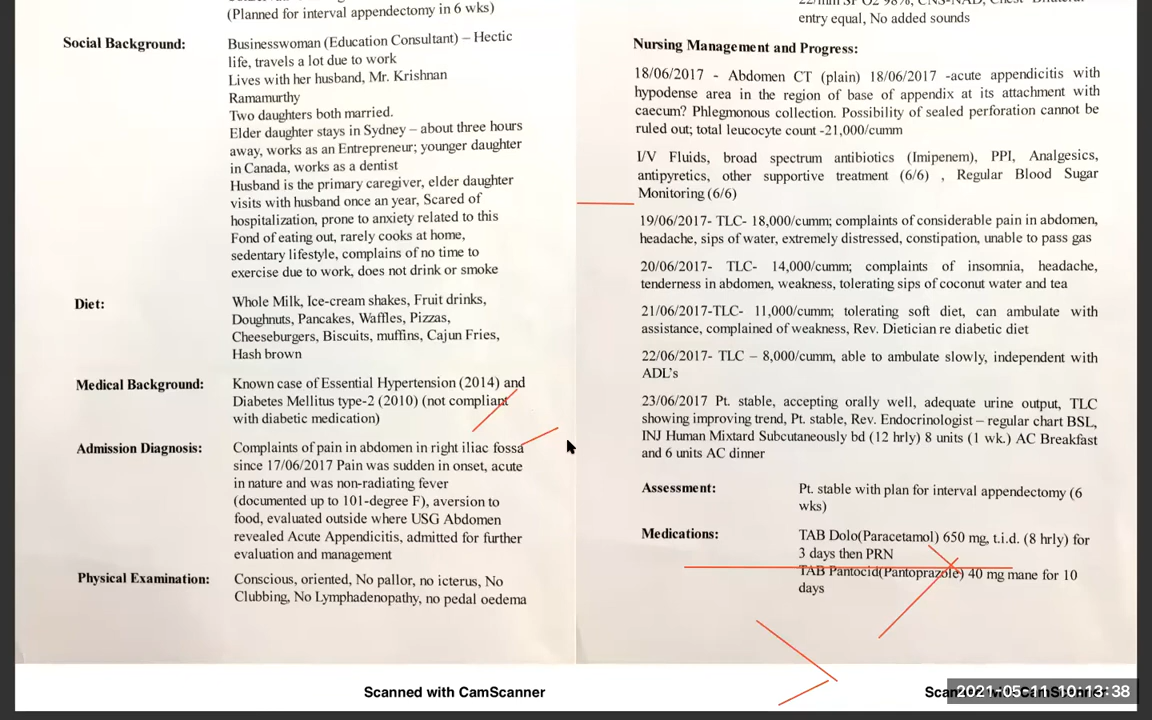 (Planned for interval appendectomy in 6 wks)
Social Background:
Businesswoman (Education Consultant) – Hectic
life, travels a lot due to work
Lives with her husband, Mr. Krishnan
Ramamurthy
Two daughters both married.
Elder daughter stays in Sydney – about three hours
away, works as an Entrepreneur; younger daughter
in Canada, works as a dentist
Husband is the primary caregiver, elder daughter
visits with husband once an year, Scared of
hospitalization, prone to anxiety related to this
Fond of eating out, rarely cooks at home,
sedentary lifestyle, complains of no time to
exercise due to work, does not drink or smoke
Diet:
Whole Milk, Ice-cream shakes, Fruit drinks,
Doughnuts, Pancakes, Waffles, Pizzas,
Cheeseburgers, Biscuits, muffins, Cajun Fries,
Hash brown
Medical Background:
Known case of Essential Hypertension (2014) and
Diabetes Mellitus type-2 (2010) (not compliant
with diabetic medication)
Admission Diagnosis:
Complaints of pain in abdomen in right iliac fossa
since 17/06/2017 Pain was sudden in onset, acute
in nature and was non-radiating fever
(documented up to 101-degree F), aversion to
food, evaluated outside where USG Abdomen
revealed Acute Appendicitis, admitted for further
evaluation and management
Physical Examination:
Conscious, oriented, No pallor, no icterus, No
Clubbing, No Lymphadenopathy, no pedal oedema
Scanned with CamScanner
entry equal, No added sounds
Nursing Management and Progress:
18/06/2017 - Abdomen CT (plain) 18/06/2017 -acute appendicitis with
hypodense area in the region of base of appendix at its attachment with
caecum? Phlegmonous collection. Possibility of sealed perforation cannot be
ruled out; total leucocyte count -21,000/cumm
I/V Fluids, broad spectrum antibiotics (Imipenem), PPI, Analgesics,
antipyretics, other supportive treatment (6/6) , Regular Blood Sugar
Monitoring (6/6)
19/06/2017- TLC- 18,000/cumm; complaints of considerable pain in abdomen,
headache, sips of water, extremely distressed, constipation, unable to pass gas
20/06/2017- TLC- 14,000/cumm; complaints of insomnia, headache,
tenderness in abdomen, weakness, tolerating sips of coconut water and tea
21/06/2017-TLC- 11,000/cumm; tolerating soft diet, can ambulate with
assistance, complained of weakness, Rev. Dietician re diabetic diet
22/06/2017- TLC – 8,000/cumm, able to ambulate slowly, independent with
ADL's
23/06/2017 Pt. stable, accepting orally well, adequate urine output, TLC
showing improving trend, Pt. stable, Rev. Endocrinologist – regular chart BSL,
INJ Human Mixtard Subcutaneously bd (12 hrly) 8 units (1 wk.) AC Breakfast
and 6 units AC dinner
Assessment:
Pt. stable with plan for interval appendectomy (6
wks)
Medications:
TAB Dolo(Paracetamol) 650 mg, t.i.d. (8 hrly) for
3 days then PRN
TAB Pantocid(Pantoprazole) 40 mg mane for 10
days
2021-05-11 10:13:38